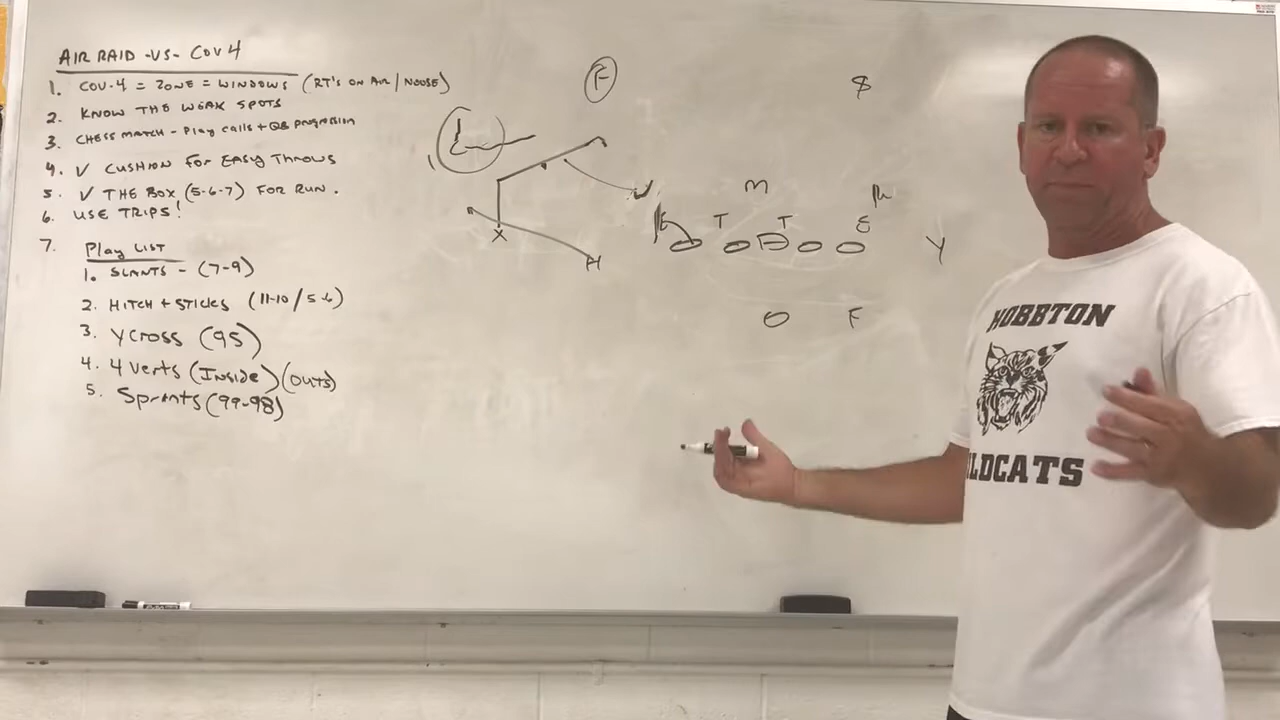 AIR RAID -VS- COV 4
1. COV-4 = ZONE = WINDOWS (RT'S ON AIR / NOOSE)
2. KNOW THE WEAK SPOTS
3. CHESS MATCH - Play calls + QB progression
4. √ CUSHION FOR EASY THROWS
5. √ THE BOX (5-6-7) FOR RUN.
6. USE TRIPS!
7. Play LIST
1. SLANTS - (7-9)
2. HITCH + STICKS (11-10 / 5-6)
3. Y CROSS (95)
4. 4 Verts (Inside) (OUTS)
5. Sprints (99-98)
F
$
M
T T E
X H Y
F
HOBBTON
WILDCATS